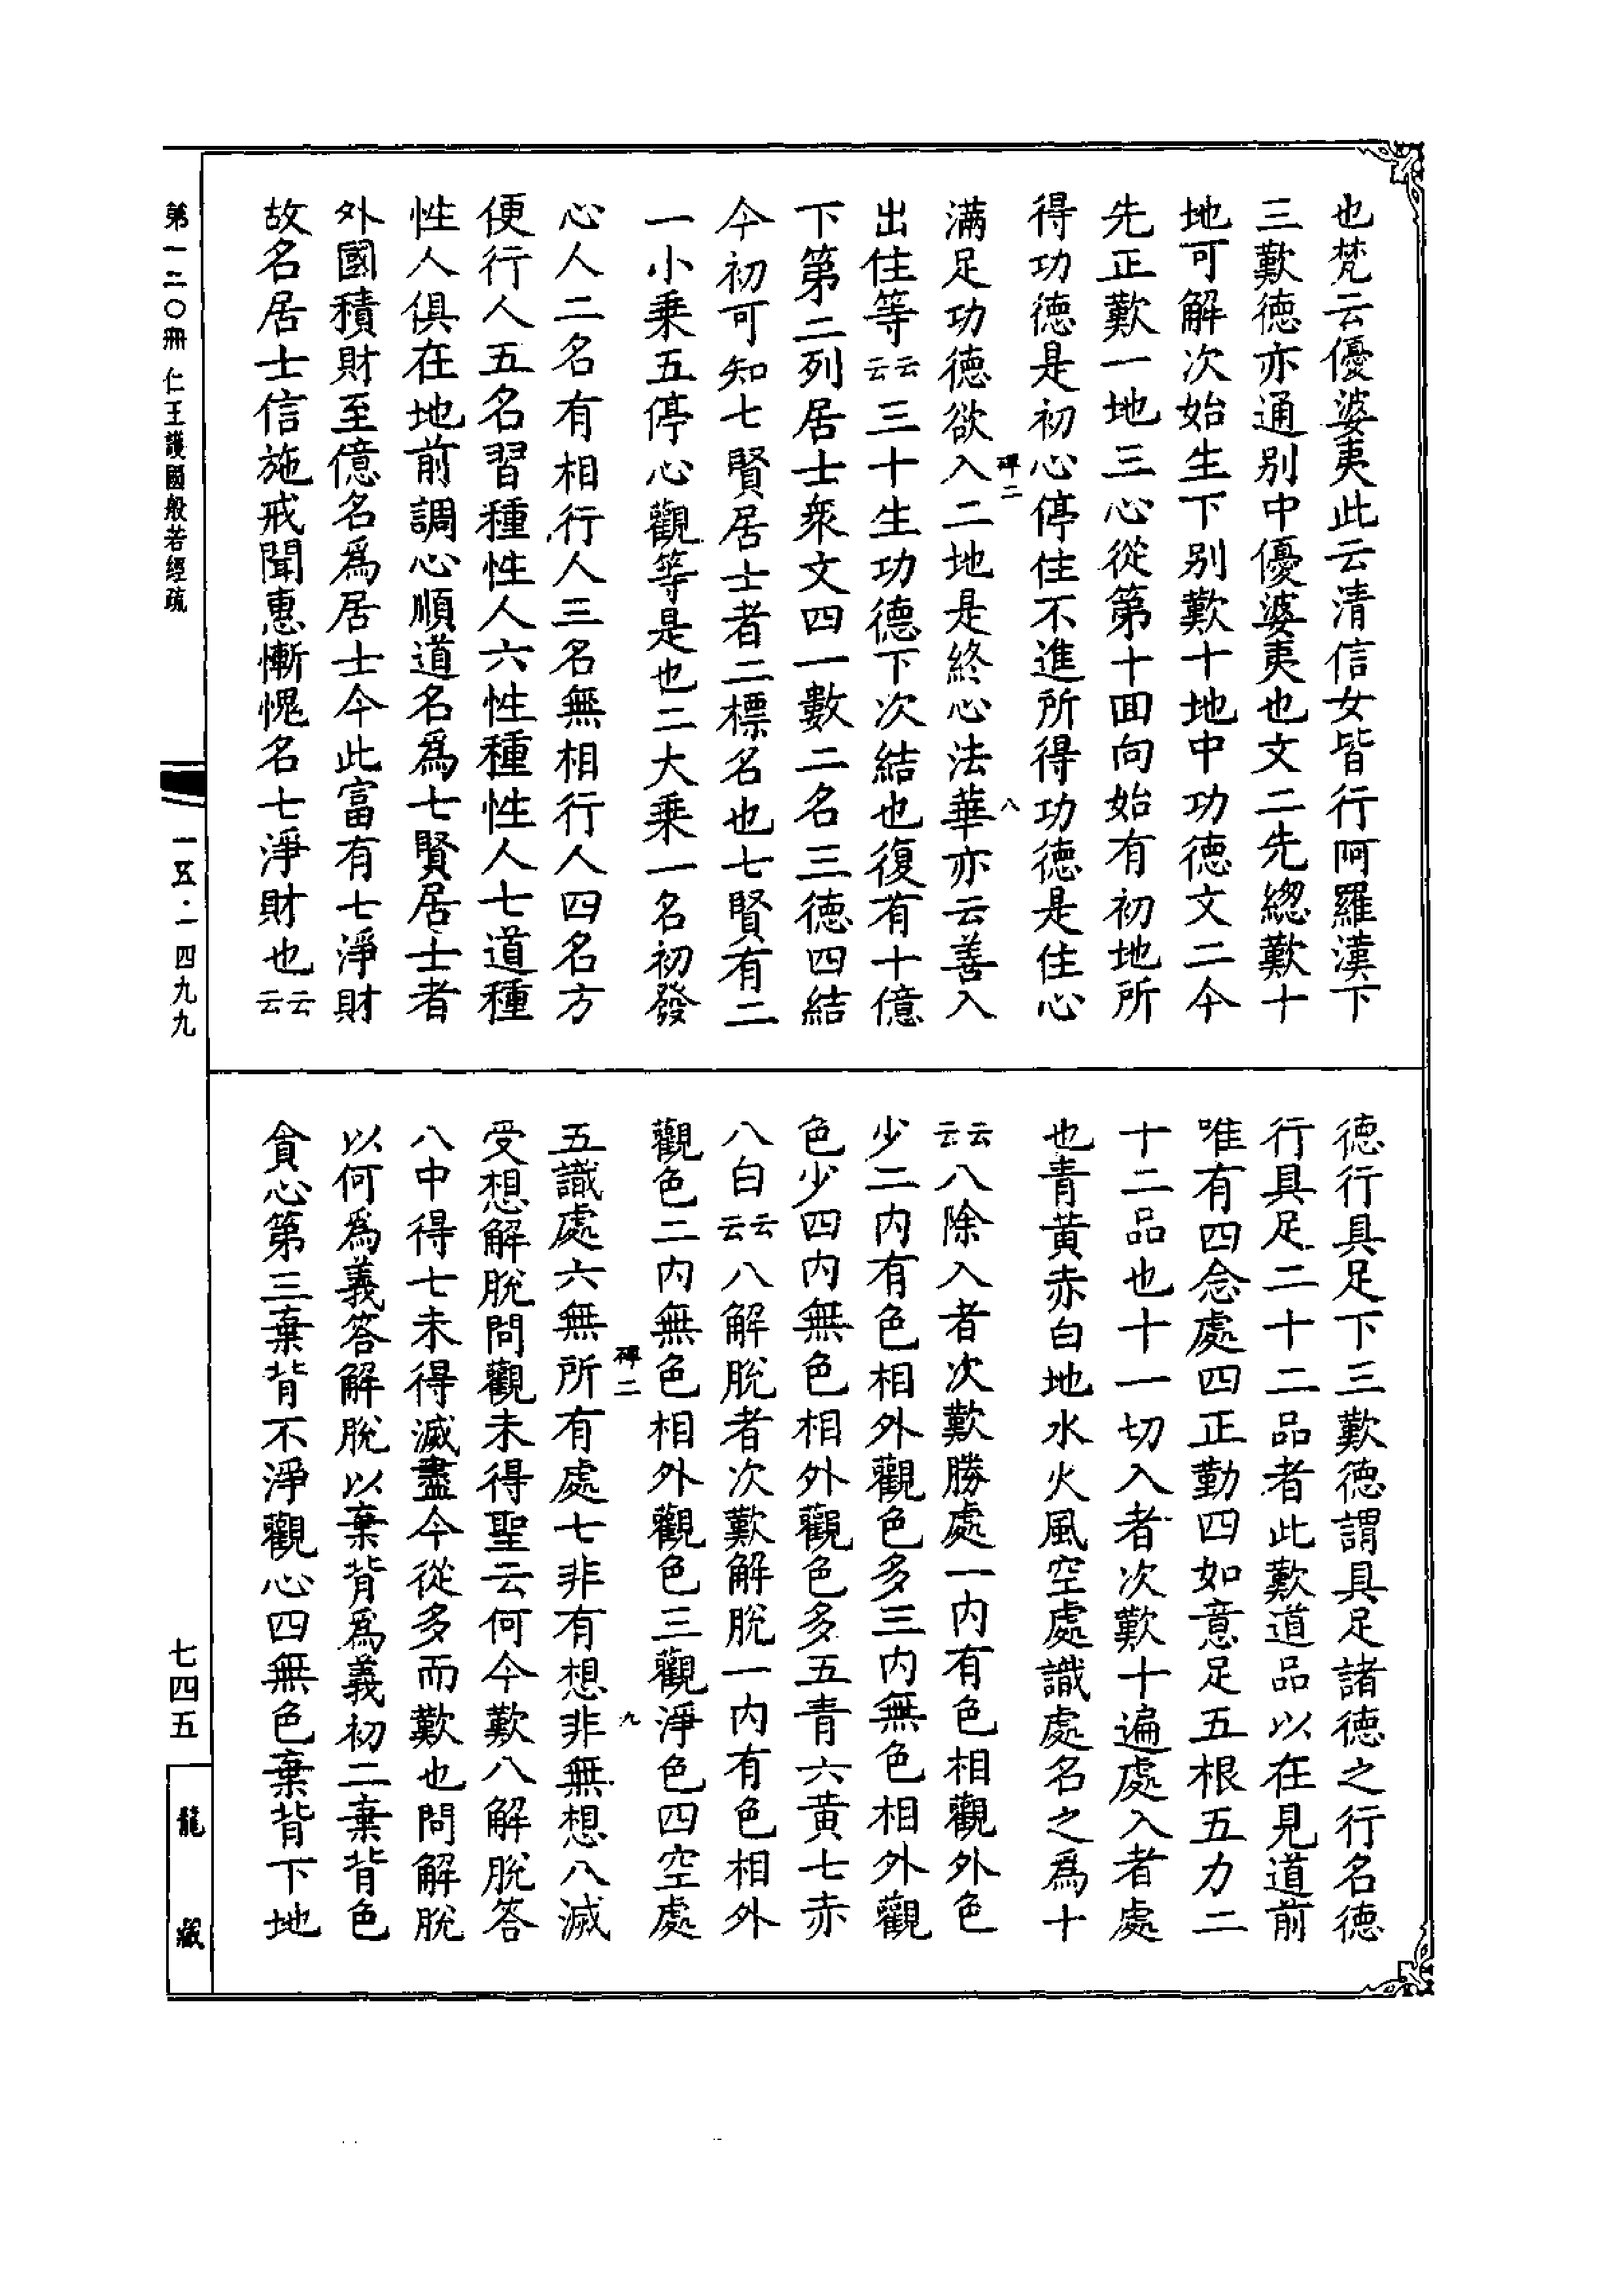 也梵云優婆夷此云清信女皆行阿羅漢下
三歎德亦通别中優婆夷也文二先緫歎十
地可解次始生下别歎十地中功德文二今
先正歎一地三心從第十回向始有初地所
得功德是初心停住不進所得功德是住心
碑二
八
滿足功德欲入二地是終心法華亦云善入
出住等云云三十生功德下次結也復有十億
下第二列居士衆文四一數二名三德四結
今初可知七賢居士者二標名也七賢有二
一小乗五停心觀等是也二大乗一名初發
心人二名有相行人三名無相行人四名方
便行人五名習種性人六性種性人七道種
性人俱在地前調心順道名爲七賢居士者
外國積財至億名爲居士今此富有七淨財
故名居士信施戒聞惠慚愧名七淨財也云云
德行具足下三歎德謂具足諸德之行名德
行具足二十二品者此歎道品以在見道前
唯有四念處四正勤四如意足五根五力二
十二品也十一切入者次歎十遍處入者處
也青黄赤白地水火風空處識處名之爲十
云云八除入者次歎勝處一内有色相觀外色
少二内有色相外觀色多三内無色相外觀
色少四内無色相外觀色多五青六黄七赤
八白云云八解脫者次歎解脫一内有色相外
觀色二内無色相外觀色三觀淨色四空處
碑二
九
五識處六無所有處七非有想非無想八滅
受想解脫問觀未得聖云何今歎八解脫答
八中得七未得滅盡今從多而歎也問解脫
以何爲義答解脫以棄背爲義初二棄背色
貪心第三棄背不淨觀心四無色棄背下地
第一二〇冊 仁王護國般若經疏
一五·一四九九
七四五
龍藏